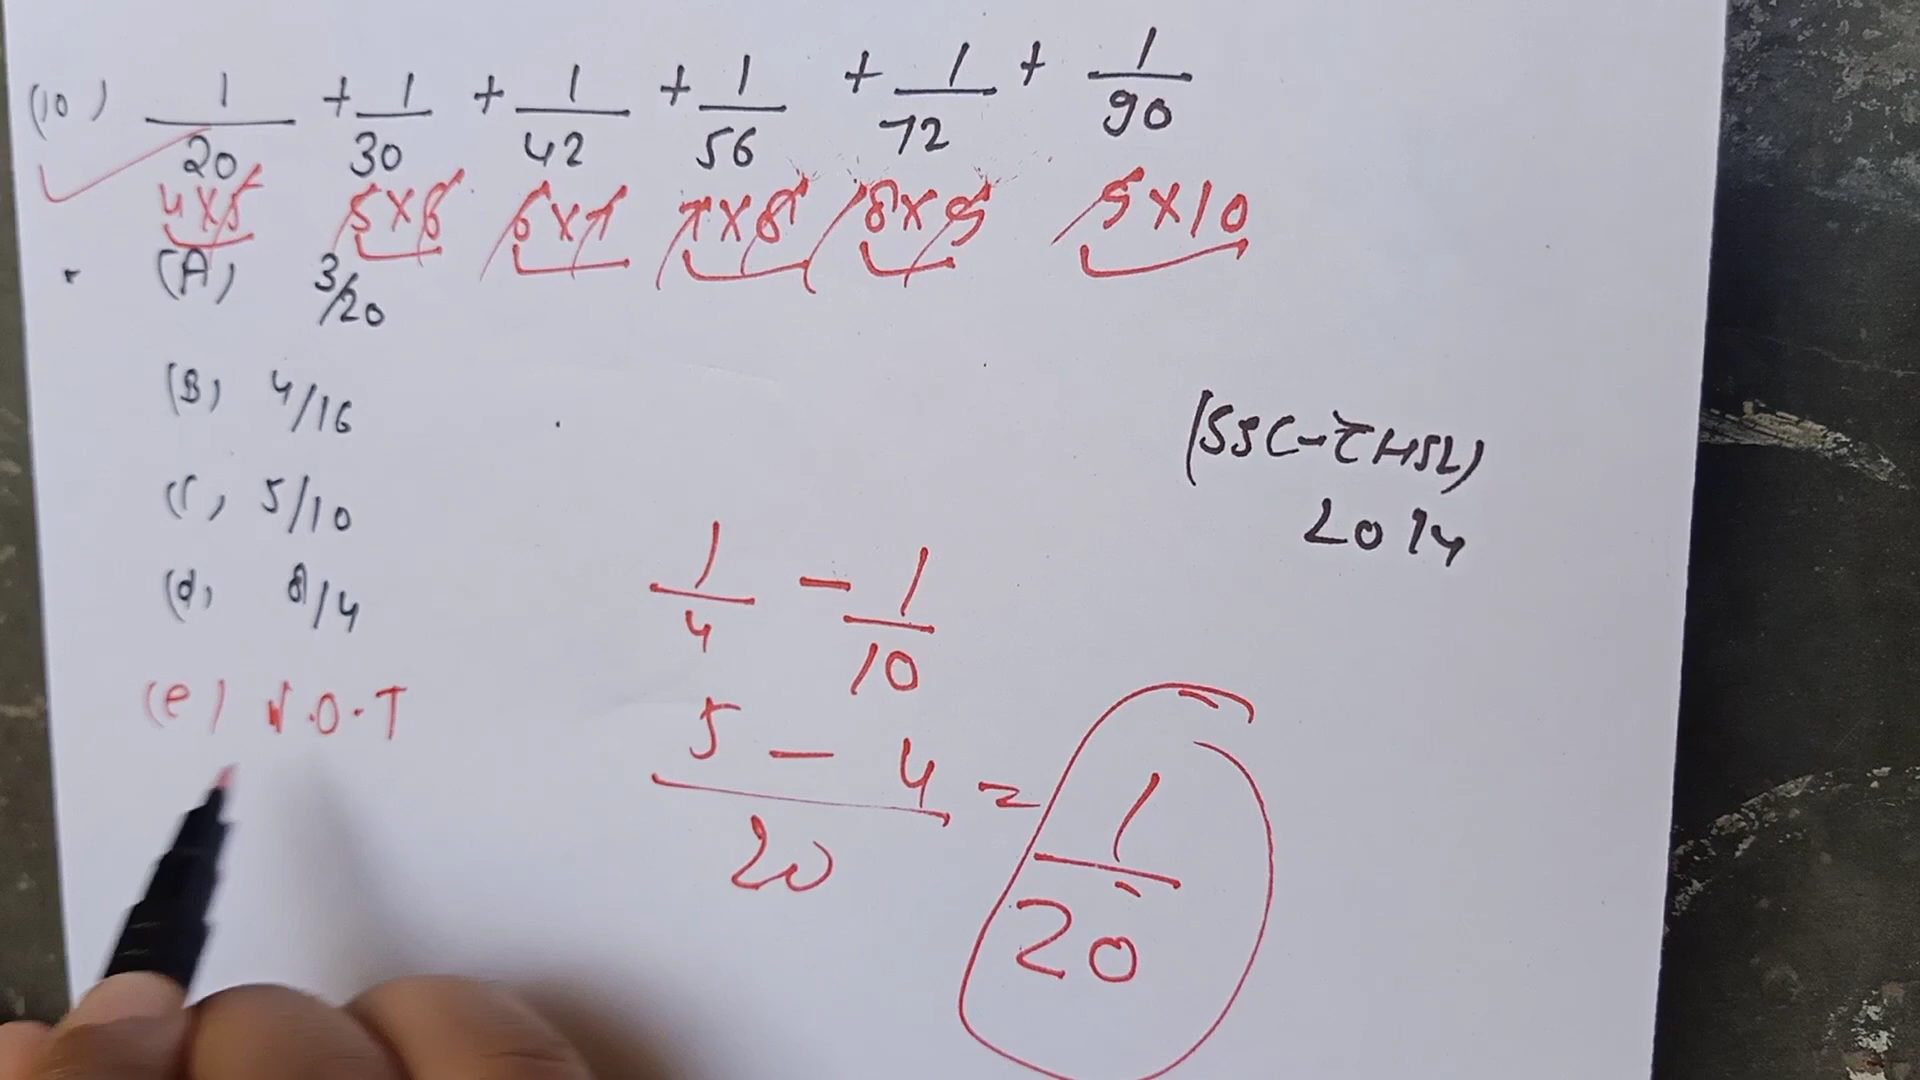 (10) 1/20 + 1/30 + 1/42 + 1/56 + 1/72 + 1/90
4×5 5×6 6×7 7×8 8×9 9×10
(A) 3/20
(B) 4/16
(C) 5/10
(d) 8/4
(e) N.O.T
(SSC-CHSL)
2014
1/4 - 1/10
5 - 4 / 20 = 1/20